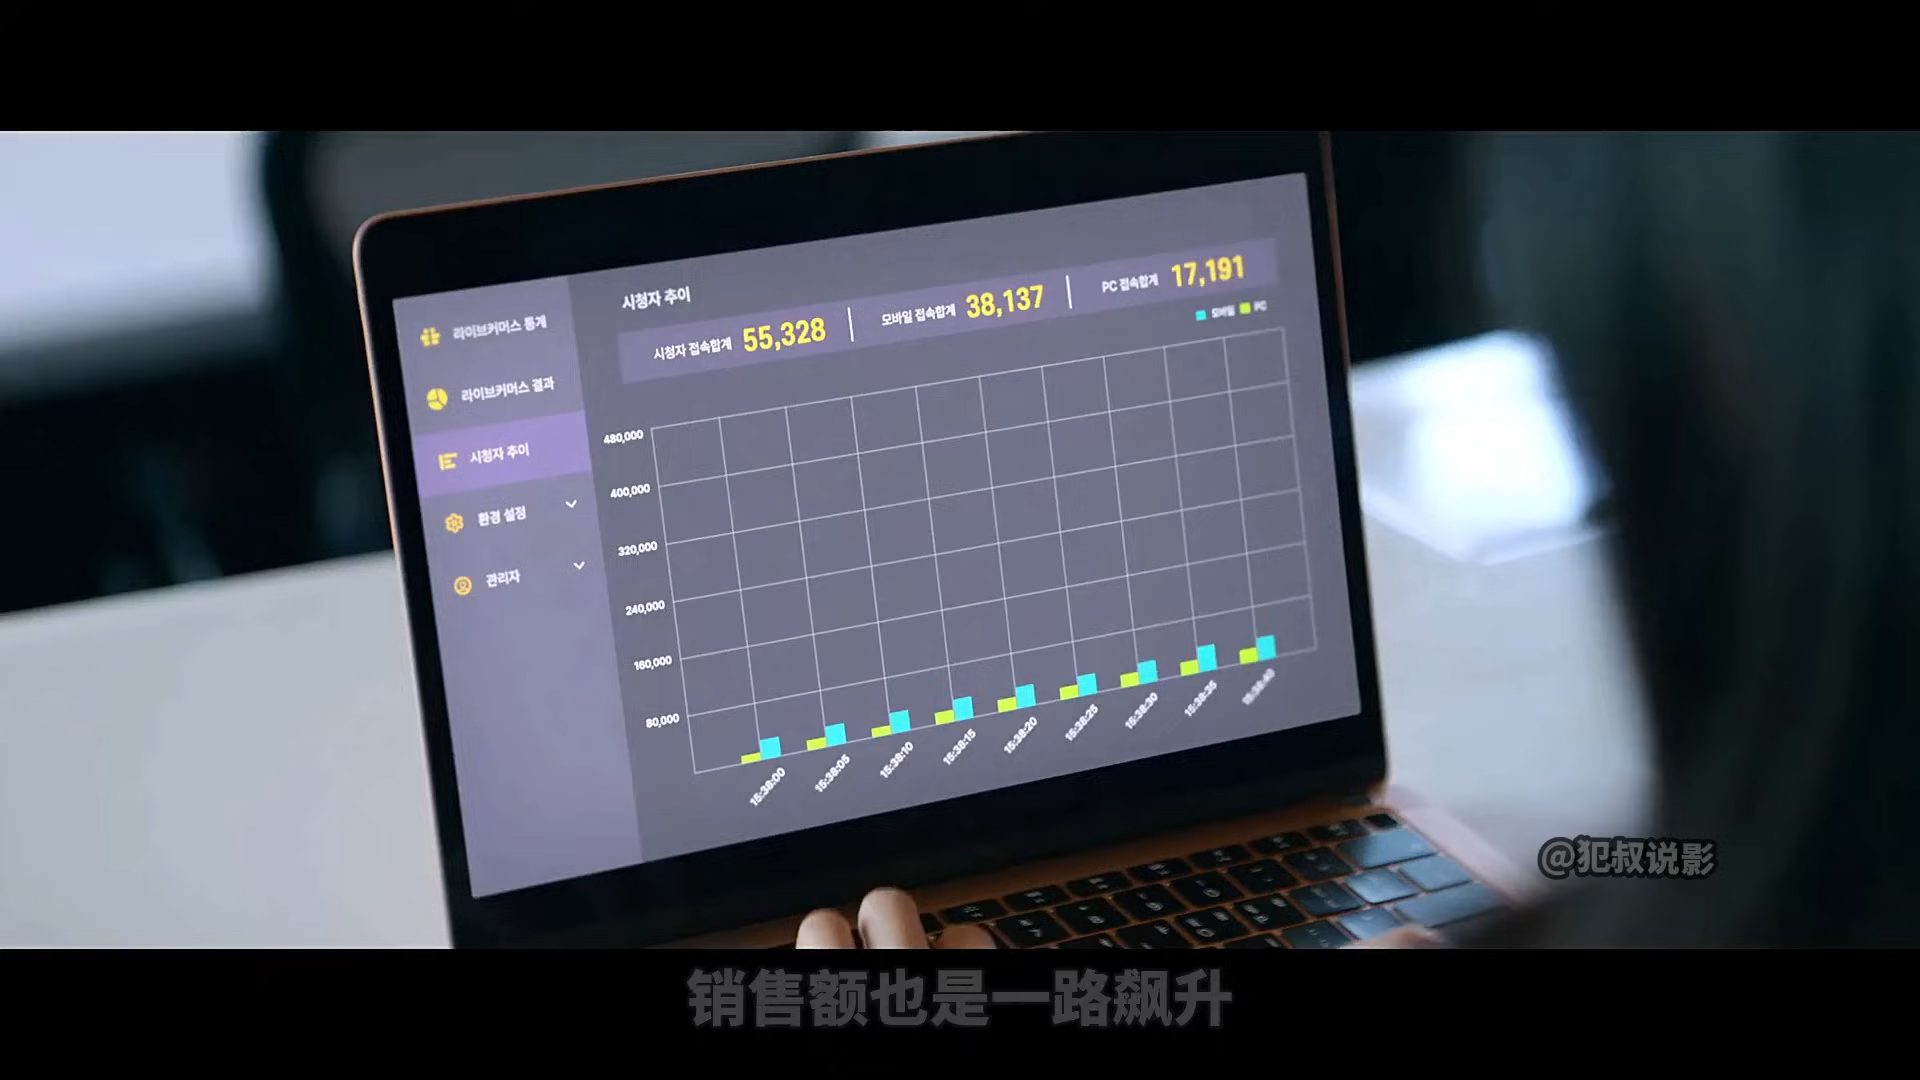 라이브커머스 통계
라이브커머스 결과
시청자 추이
환경 설정
관리자
시청자 추이
시청자 접속합계 55,328
모바일 접속합계 38,137
PC 접속합계 17,191
모바일 PC
480,000
400,000
320,000
240,000
160,000
80,000
15:38:00 15:38:05 15:38:10 15:38:15 15:38:20 15:38:25 15:38:30 15:38:35 15:38:40
@犯叔说影
销售额也是一路飙升